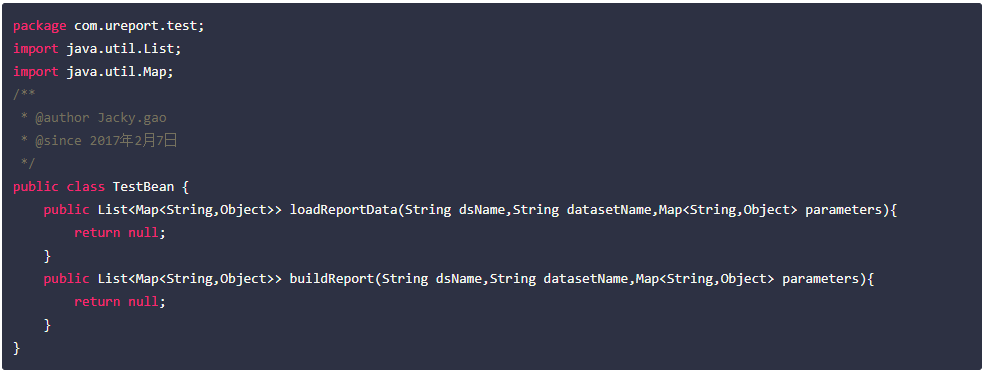 package com.ureport.test;
import java.util.List;
import java.util.Map;
/**
 * @author Jacky.gao
 * @since 2017年2月7日
 */
public class TestBean {
    public List<Map<String,Object>> loadReportData(String dsName,String datasetName,Map<String,Object> parameters){
        return null;
    }
    public List<Map<String,Object>> buildReport(String dsName,String datasetName,Map<String,Object> parameters){
        return null;
    }
}